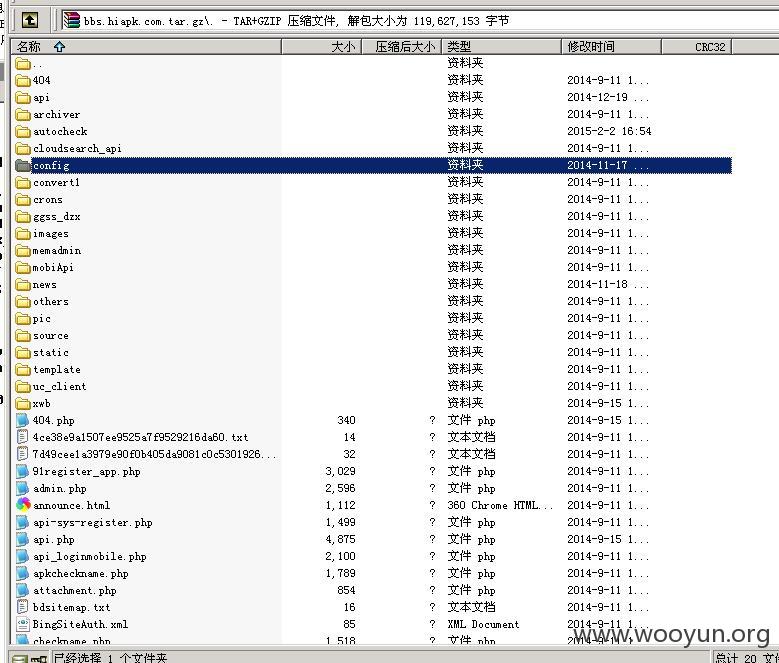 bbs.hiapk.com.tar.gz\. - TAR+GZIP 压缩文件, 解包大小为 119,627,153 字节
名称 大小 压缩后大小 类型 修改时间 CRC32
.. 资料夹
404 资料夹 2014-9-11 1...
api 资料夹 2014-12-19 ...
archiver 资料夹 2014-9-11 1...
autocheck 资料夹 2015-2-2 16:54
cloudsearch_api 资料夹 2014-9-11 1...
config 资料夹 2014-11-17 ...
convert1 资料夹 2014-9-11 1...
crons 资料夹 2014-9-11 1...
ggss_dzx 资料夹 2014-9-11 1...
images 资料夹 2014-9-11 1...
memadmin 资料夹 2014-9-11 1...
mobiApi 资料夹 2014-9-11 1...
news 资料夹 2014-11-18 ...
others 资料夹 2014-9-11 1...
pic 资料夹 2014-9-11 1...
source 资料夹 2014-9-11 1...
static 资料夹 2014-9-11 1...
template 资料夹 2014-9-11 1...
uc_client 资料夹 2014-9-11 1...
xwb 资料夹 2014-9-15 1...
404.php 340 ? 文件 php 2014-9-15 1...
4ce38e9a1507ee9525a7f9529216da60.txt 14 ? 文本文档 2014-9-11 1...
7d49cee1a3979e90f0b405da9081c0c5301926... 32 ? 文本文档 2014-9-11 1...
91register_app.php 3,029 ? 文件 php 2014-9-11 1...
admin.php 2,596 ? 文件 php 2014-9-11 1...
announce.html 1,112 ? 360 Chrome HTML... 2014-9-11 1...
api-sys-register.php 1,499 ? 文件 php 2014-9-11 1...
api.php 4,875 ? 文件 php 2014-9-15 1...
api_loginmobile.php 2,100 ? 文件 php 2014-9-11 1...
apkcheckname.php 1,789 ? 文件 php 2014-9-11 1...
attachment.php 854 ? 文件 php 2014-9-11 1...
bdsitemap.txt 16 ? 文本文档 2014-9-11 1...
BingSiteAuth.xml 85 ? XML Document 2014-9-11 1...
checkname.php 1,518 ? 文件 php 2014-9-11 1...
www.wooyun.org
已经选择 1 个文件夹 总计 20 文件